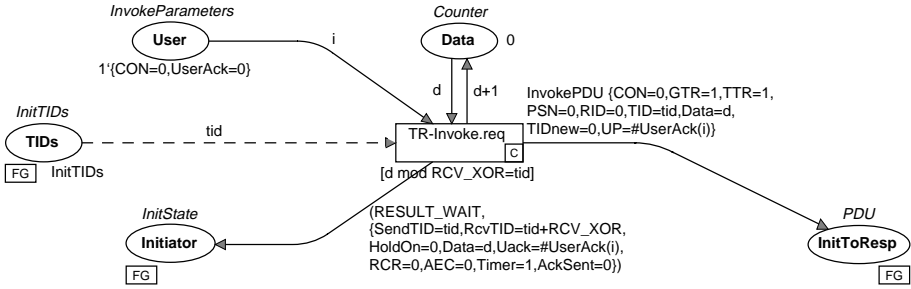 InvokeParameters
User
1‘{CON=0,UserAck=0}
i
Counter
Data
0
d
d+1
InvokePDU {CON=0,GTR=1,TTR=1,
PSN=0,RID=0,TID=tid,Data=d,
TIDnew=0,UP=#UserAck(i)}
InitTIDs
TIDs
FG
InitTIDs
tid
TR-Invoke.req
C
[d mod RCV_XOR=tid]
InitState
Initiator
FG
(RESULT_WAIT,
{SendTID=tid,RcvTID=tid+RCV_XOR,
HoldOn=0,Data=d,Uack=#UserAck(i),
RCR=0,AEC=0,Timer=1,AckSent=0})
PDU
InitToResp
FG